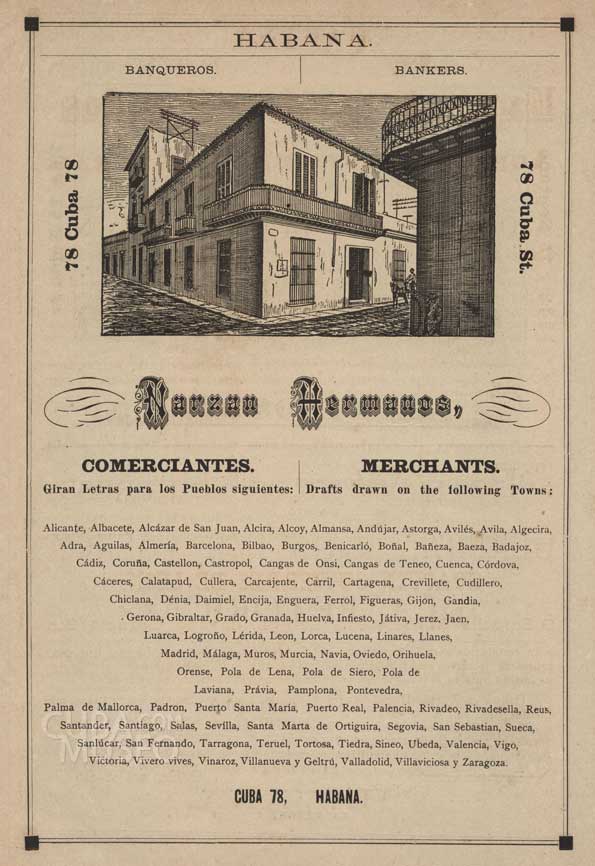 HABANA.
BANQUEROS.
BANKERS.
78 Cuba 78
78 Cuba St.
Narzan Hermanos,
COMERCIANTES.
MERCHANTS.
Giran Letras para los Pueblos siguientes:
Drafts drawn on the following Towns:
Alicante, Albacete, Alcázar de San Juan, Alcira, Alcoy, Almansa, Andújar, Astorga, Avilés, Avila, Algecira,
Adra, Aguilas, Almería, Barcelona, Bilbao, Burgos, Benicarló, Boñal, Bañeza, Baeza, Badajoz,
Cádiz, Coruña, Castellon, Castropol, Cangas de Onsi, Cangas de Teneo, Cuenca, Córdova,
Cáceres, Calatapud, Cullera, Carcajente, Carril, Cartagena, Crevillete, Cudillero,
Chiclana, Dénia, Daimiel, Encija, Enguera, Ferrol, Figueras, Gijon, Gandia,
Gerona, Gibraltar, Grado, Granada, Huelva, Infiesto, Játiva, Jerez, Jaen,
Luarca, Logroño, Lérida, Leon, Lorca, Lucena, Linares, Llanes,
Madrid, Málaga, Muros, Murcia, Navia, Oviedo, Orihuela,
Orense, Pola de Lena, Pola de Siero, Pola de
Laviana, Právia, Pamplona, Pontevedra,
Palma de Mallorca, Padron, Puerto Santa María, Puerto Real, Palencia, Rivadeo, Rivadesella, Reus,
Santander, Santiago, Salas, Sevilla, Santa Marta de Ortiguira, Segovia, San Sebastian, Sueca,
Sanlúcar, San Fernando, Tarragona, Teruel, Tortosa, Tiedra, Sineo, Ubeda, Valencia, Vigo,
Victoria, Vivero vives, Vinaroz, Villanueva y Geltrú, Valladolid, Villaviciosa y Zaragoza.
CUBA 78, HABANA.